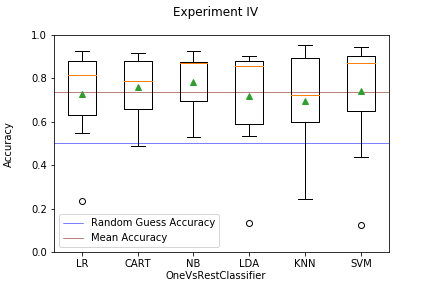 Experiment IV
1.0
0.8
0.6
0.4
0.2
0.0
Accuracy
Random Guess Accuracy
Mean Accuracy
LR CART NB LDA KNN SVM
OneVsRestClassifier